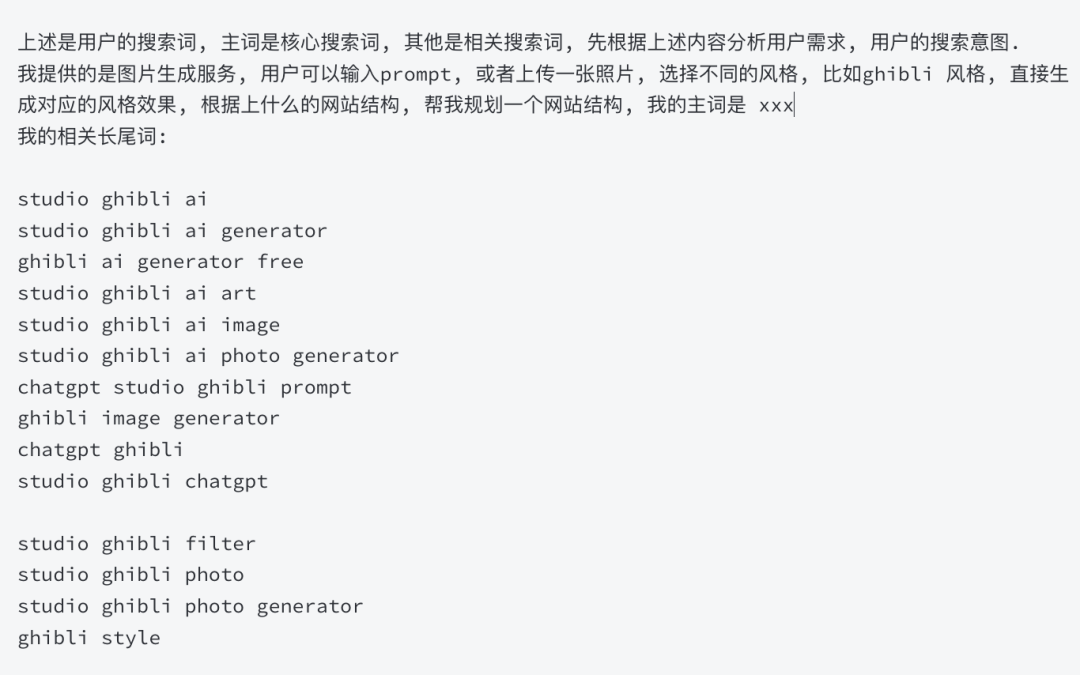 上述是用户的搜索词, 主词是核心搜索词, 其他是相关搜索词, 先根据上述内容分析用户需求, 用户的搜索意图.
我提供的是图片生成服务, 用户可以输入prompt, 或者上传一张照片, 选择不同的风格, 比如ghibli 风格, 直接生
成对应的风格效果, 根据上什么的网站结构, 帮我规划一个网站结构, 我的主词是 xxx
我的相关长尾词:
studio ghibli ai
studio ghibli ai generator
ghibli ai generator free
studio ghibli ai art
studio ghibli ai image
studio ghibli ai photo generator
chatgpt studio ghibli prompt
ghibli image generator
chatgpt ghibli
studio ghibli chatgpt
studio ghibli filter
studio ghibli photo
studio ghibli photo generator
ghibli style